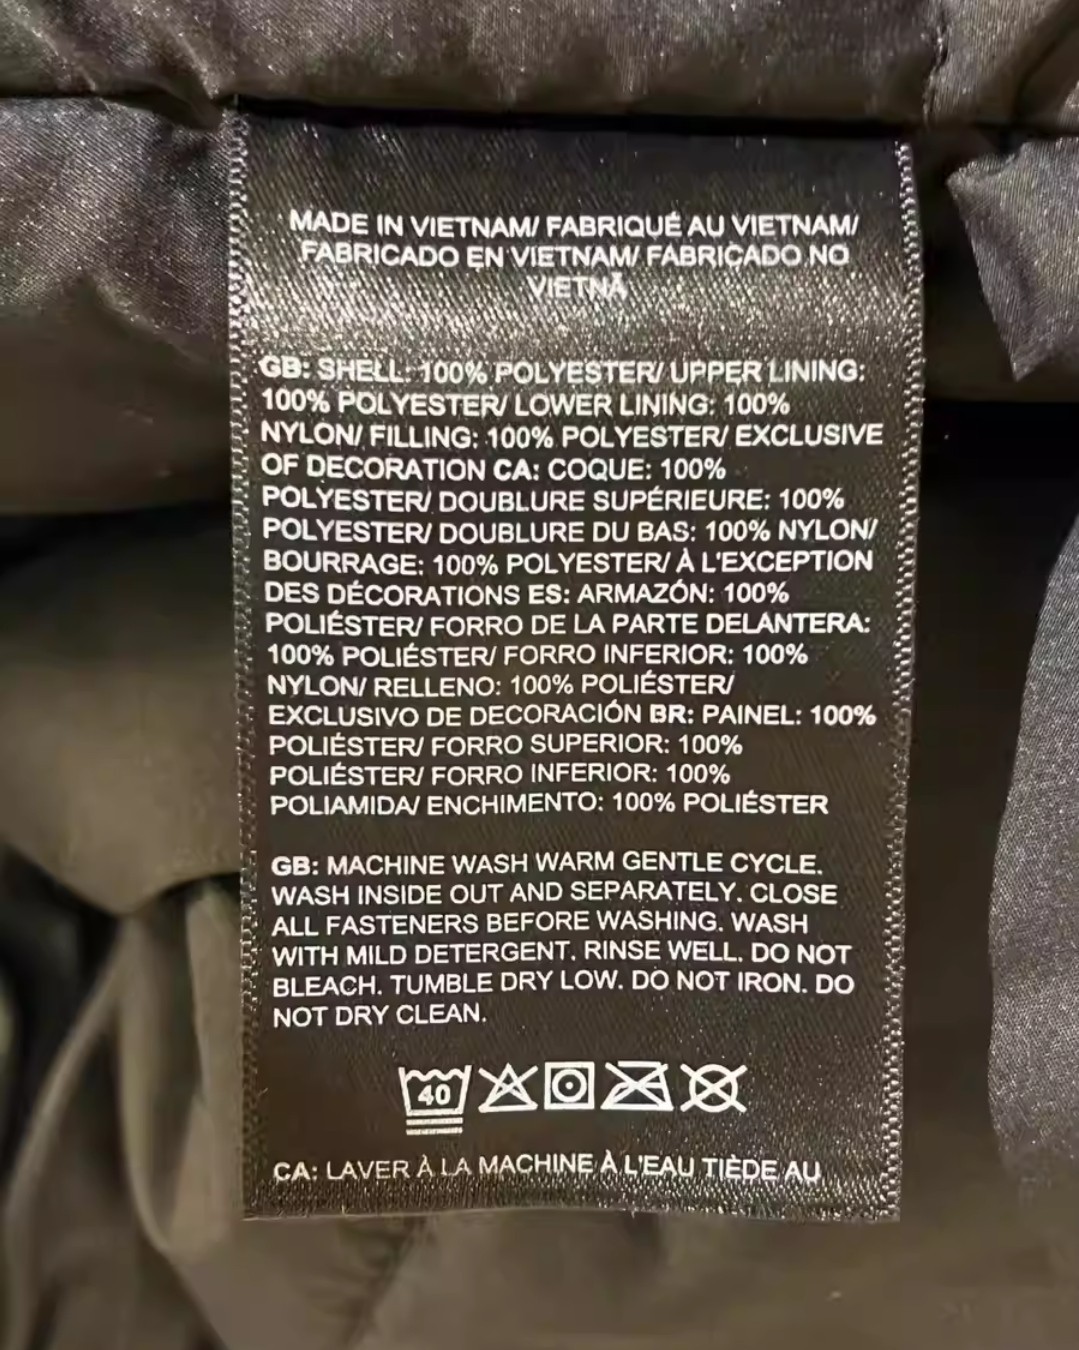 MADE IN VIETNAM/ FABRIQUÉ AU VIETNAM/
FABRICADO EN VIETNAM/ FABRICADO NO
VIETNÃ
GB: SHELL: 100% POLYESTER/ UPPER LINING:
100% POLYESTER/ LOWER LINING: 100%
NYLON/ FILLING: 100% POLYESTER/ EXCLUSIVE
OF DECORATION CA: COQUE: 100%
POLYESTER/ DOUBLURE SUPÉRIEURE: 100%
POLYESTER/ DOUBLURE DU BAS: 100% NYLON/
BOURRAGE: 100% POLYESTER/ À L'EXCEPTION
DES DÉCORATIONS ES: ARMAZÓN: 100%
POLIÉSTER/ FORRO DE LA PARTE DELANTERA:
100% POLIÉSTER/ FORRO INFERIOR: 100%
NYLON/ RELLENO: 100% POLIÉSTER/
EXCLUSIVO DE DECORACIÓN BR: PAINEL: 100%
POLIÉSTER/ FORRO SUPERIOR: 100%
POLIÉSTER/ FORRO INFERIOR: 100%
POLIAMIDA/ ENCHIMENTO: 100% POLIÉSTER
GB: MACHINE WASH WARM GENTLE CYCLE.
WASH INSIDE OUT AND SEPARATELY. CLOSE
ALL FASTENERS BEFORE WASHING. WASH
WITH MILD DETERGENT. RINSE WELL. DO NOT
BLEACH. TUMBLE DRY LOW. DO NOT IRON. DO
NOT DRY CLEAN.
40
CA: LAVER À LA MACHINE À L'EAU TIÈDE AU